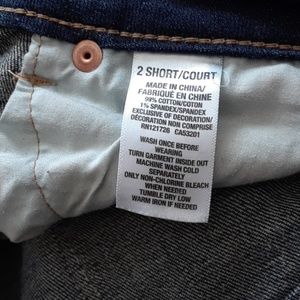 2 SHORT/COURT
MADE IN CHINA/
FABRIQUÉ EN CHINE
99% COTTON/COTON
1% SPANDEX/SPANDEX
EXCLUSIVE OF DECORATION/
DÉCORATION NON COMPRISE
RN121726 CA53201
WASH ONCE BEFORE
WEARING
TURN GARMENT INSIDE OUT
MACHINE WASH COLD
SEPARATELY
ONLY NON-CHLORINE BLEACH
WHEN NEEDED
TUMBLE DRY LOW
WARM IRON IF NEEDED